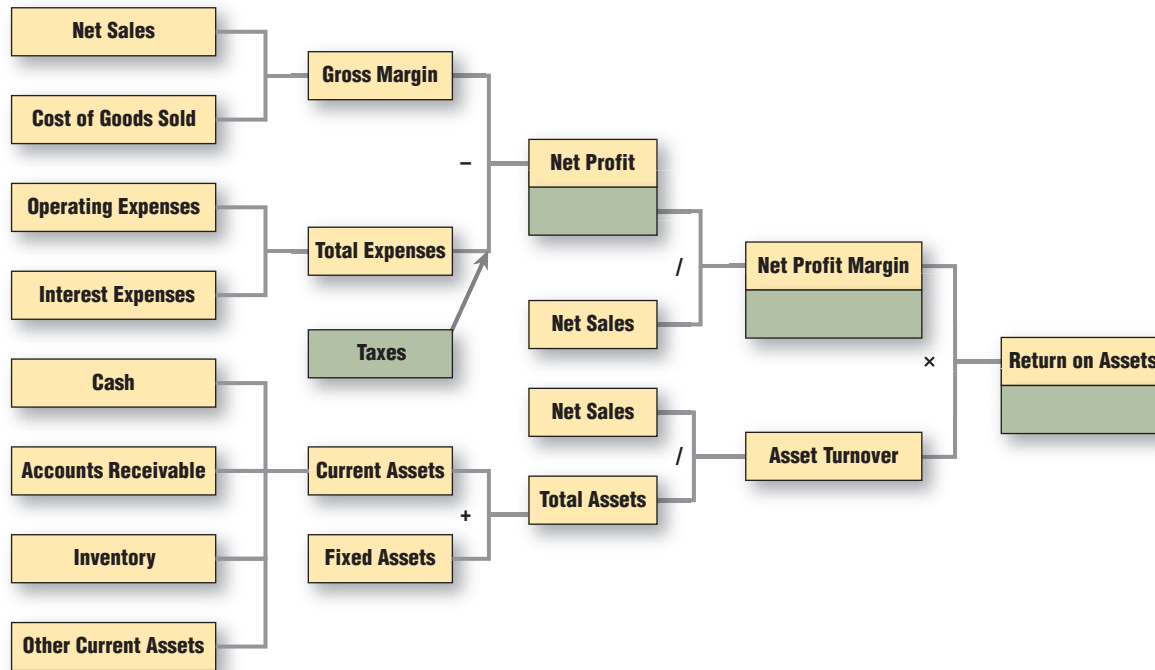 Net Sales
Cost of Goods Sold
Gross Margin
Operating Expenses
Interest Expenses
Total Expenses
Taxes
–
Net Profit
/
Net Sales
Net Profit Margin
Cash
Accounts Receivable
Inventory
Other Current Assets
Current Assets
+
Fixed Assets
Net Sales
/
Total Assets
Asset Turnover
×
Return on Assets